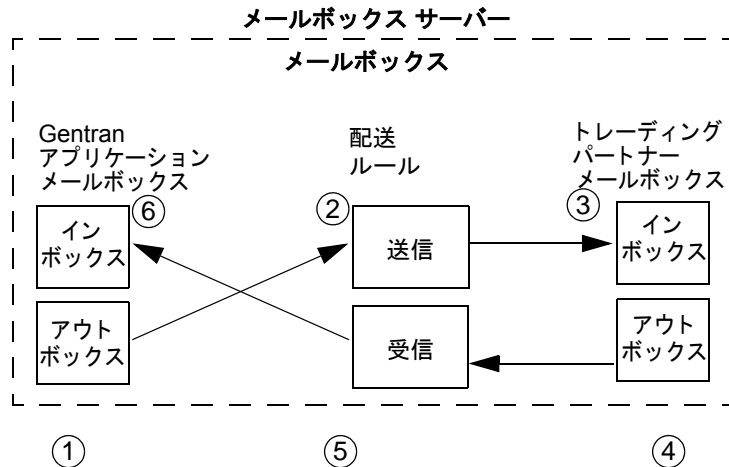 メールボックス サーバー
メールボックス
Gentran
アプリケーション
メールボックス
配送
ルール
トレーディング
パートナー
メールボックス
⑥
②
③
イン
ボックス
送信
イン
ボックス
アウト
ボックス
受信
アウト
ボックス
①
⑤
④